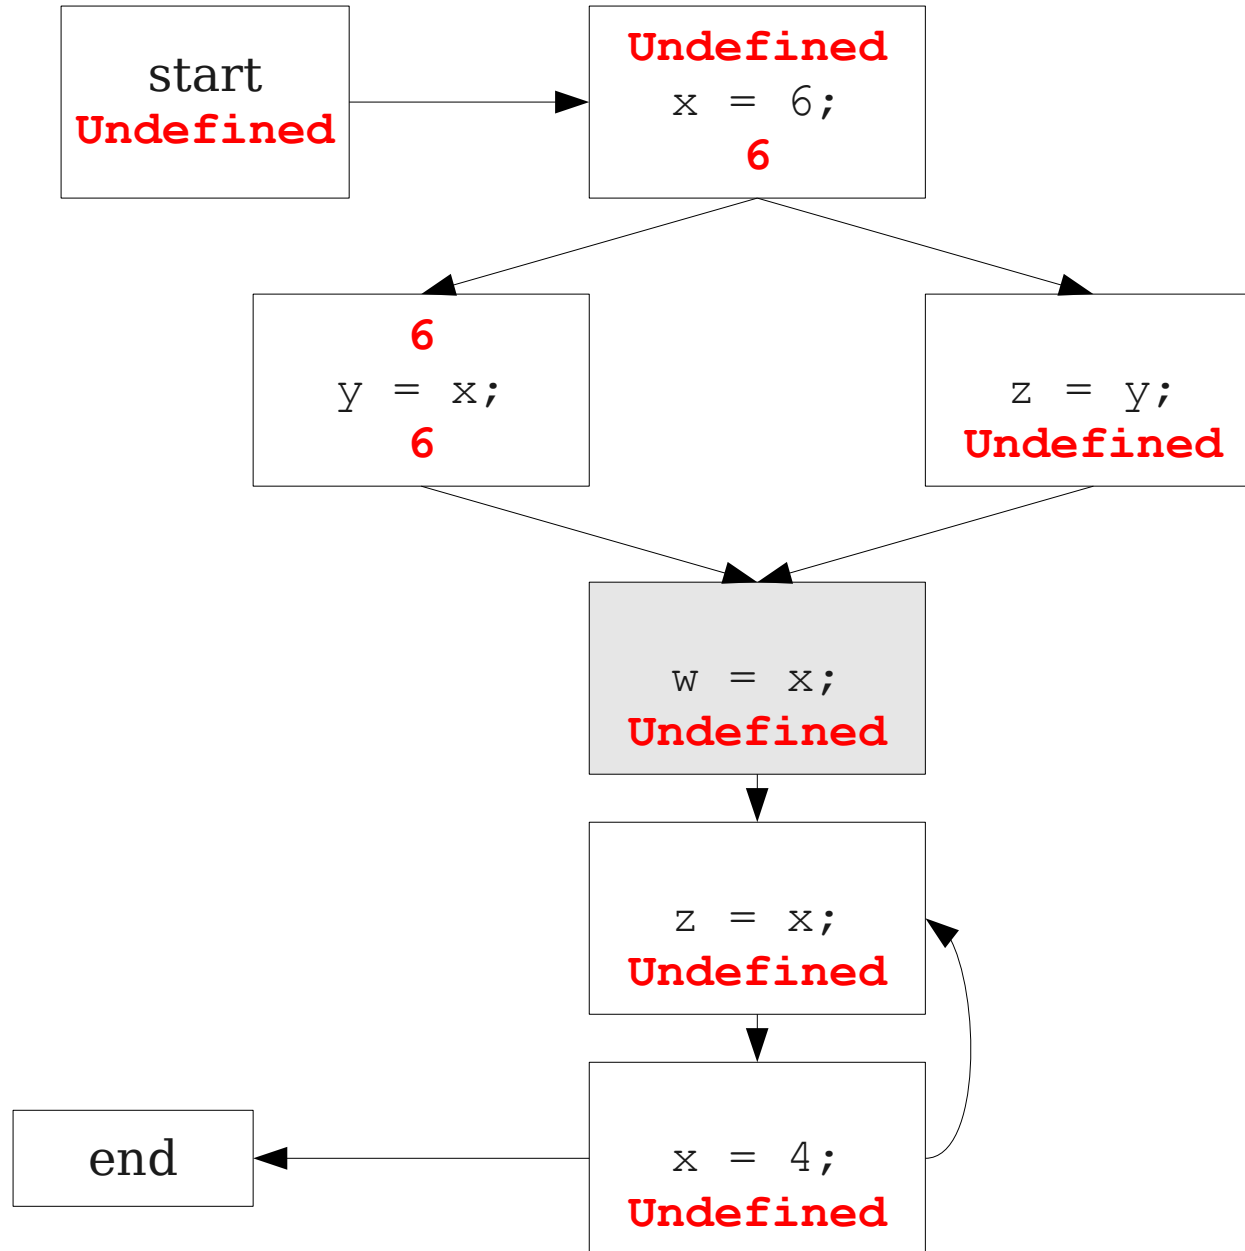 start
Undefined
Undefined
x = 6;
6
6
y = x;
6
z = y;
Undefined
w = x;
Undefined
z = x;
Undefined
end
x = 4;
Undefined